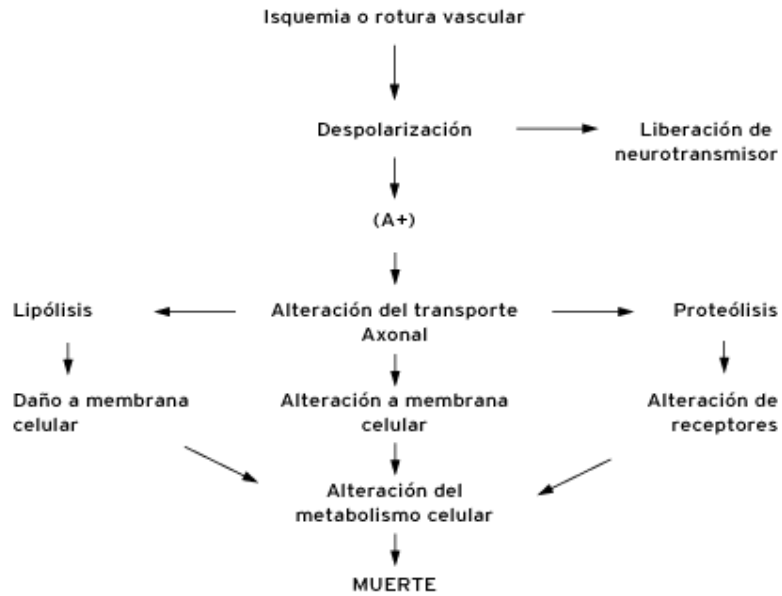 Isquemia o rotura vascular
Despolarización
Liberación de
neurotransmisor
(A+)
Lipólisis
Alteración del transporte
Axonal
Proteólisis
Daño a membrana
celular
Alteración a membrana
celular
Alteración de
receptores
Alteración del
metabolismo celular
MUERTE